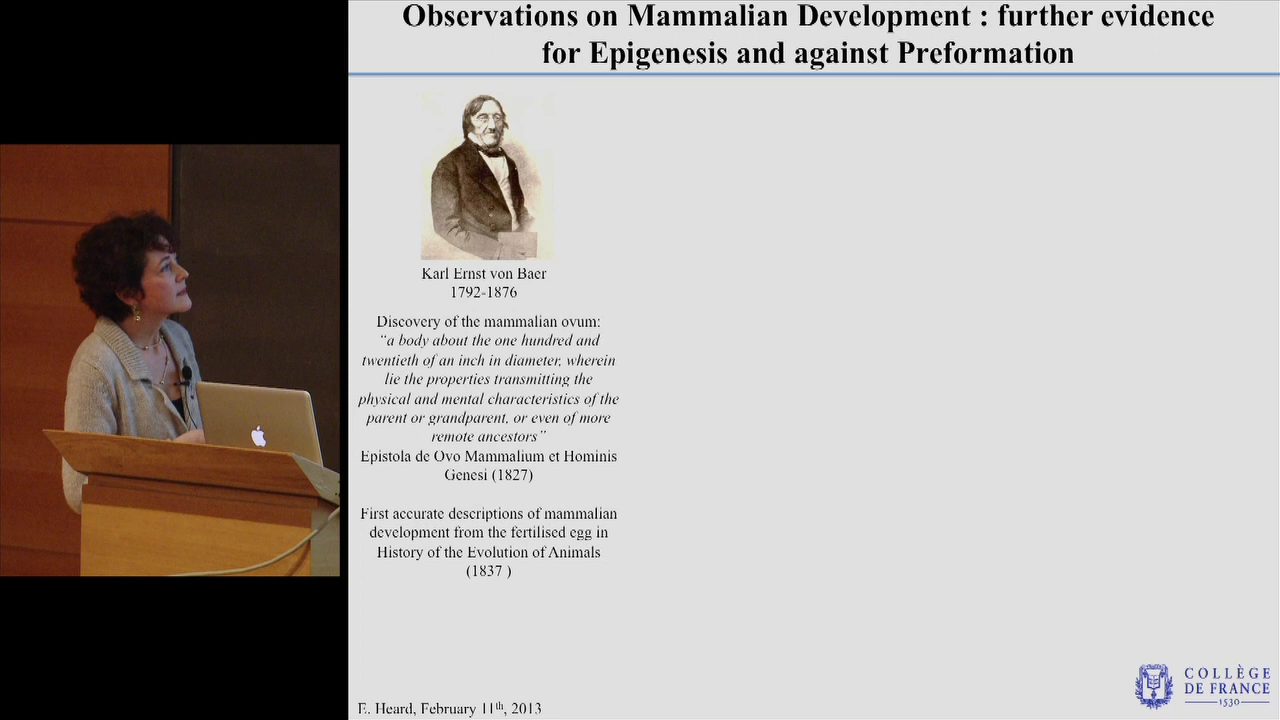 Observations on Mammalian Development : further evidence
for Epigenesis and against Preformation
Karl Ernst von Baer
1792-1876
Discovery of the mammalian ovum:
“a body about the one hundred and
twentieth of an inch in diameter, wherein
lie the properties transmitting the
physical and mental characteristics of the
parent or grandparent, or even of more
remote ancestors”
Epistola de Ovo Mammalium et Hominis
Genesi (1827)
First accurate descriptions of mammalian
development from the fertilised egg in
History of the Evolution of Animals
(1837 )
E. Heard, February 11th, 2013
COLLÈGE
DE FRANCE
1530